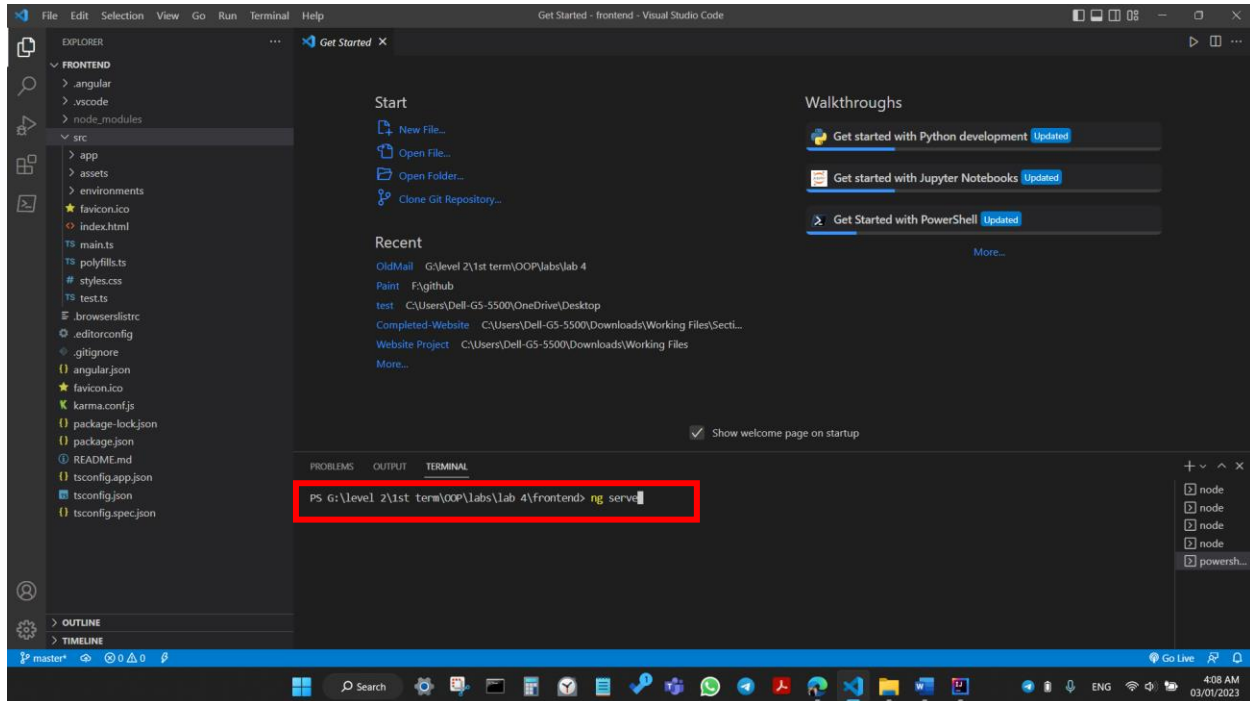 File Edit Selection View Go Run Terminal Help
Get Started - frontend - Visual Studio Code
EXPLORER
Get Started
FRONTEND
.angular
.vscode
node_modules
src
app
assets
environments
favicon.ico
index.html
TS main.ts
TS polyfills.ts
# styles.css
TS test.ts
.browserslistrc
.editorconfig
.gitignore
{} angular.json
favicon.ico
karma.conf.js
{} package-lock.json
{} package.json
README.md
{} tsconfig.app.json
tsconfig.json
{} tsconfig.spec.json
OUTLINE
TIMELINE
Start
New File...
Open File...
Open Folder...
Clone Git Repository...
Recent
OldMail G:\level 2\1st term\OOP\labs\lab 4
Paint F:\github
test C:\Users\Dell-G5-5500\OneDrive\Desktop
Completed-Website C:\Users\Dell-G5-5500\Downloads\Working Files\Secti...
Website Project C:\Users\Dell-G5-5500\Downloads\Working Files
More...
Walkthroughs
Get started with Python development Updated
Get started with Jupyter Notebooks Updated
Get Started with PowerShell Updated
More...
Show welcome page on startup
PROBLEMS OUTPUT TERMINAL
PS G:\level 2\1st term\OOP\labs\lab 4\frontend> ng serve
node
node
node
node
powersh...
master* 0 0
Go Live
Search
ENG
4:08 AM
03/01/2023